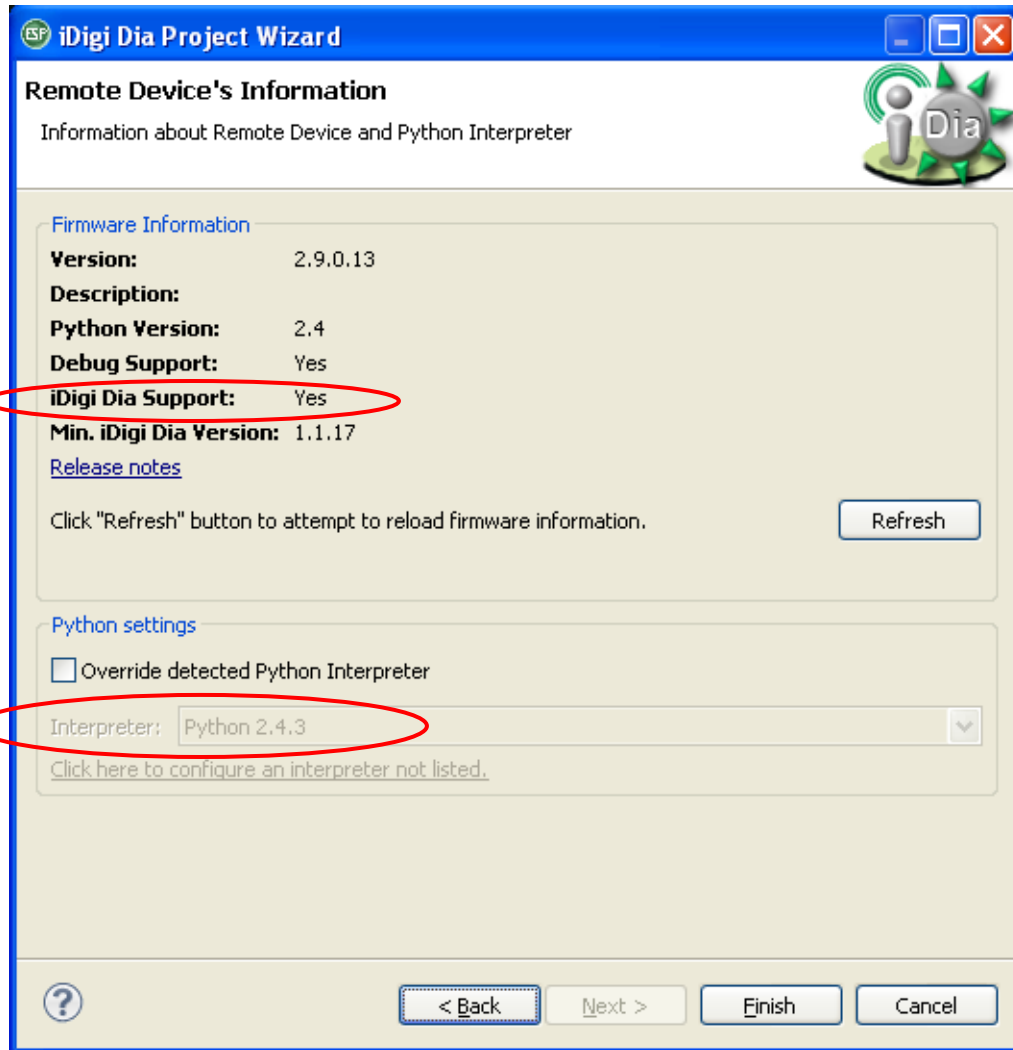 ESP iDigi Dia Project Wizard
Remote Device's Information
Information about Remote Device and Python Interpreter
Dia
Firmware Information
Version: 2.9.0.13
Description:
Python Version: 2.4
Debug Support: Yes
iDigi Dia Support: Yes
Min. iDigi Dia Version: 1.1.17
Release notes
Click "Refresh" button to attempt to reload firmware information. Refresh
Python settings
Override detected Python Interpreter
Interpreter: Python 2.4.3
Click here to configure an interpreter not listed.
? < Back Next > Finish Cancel